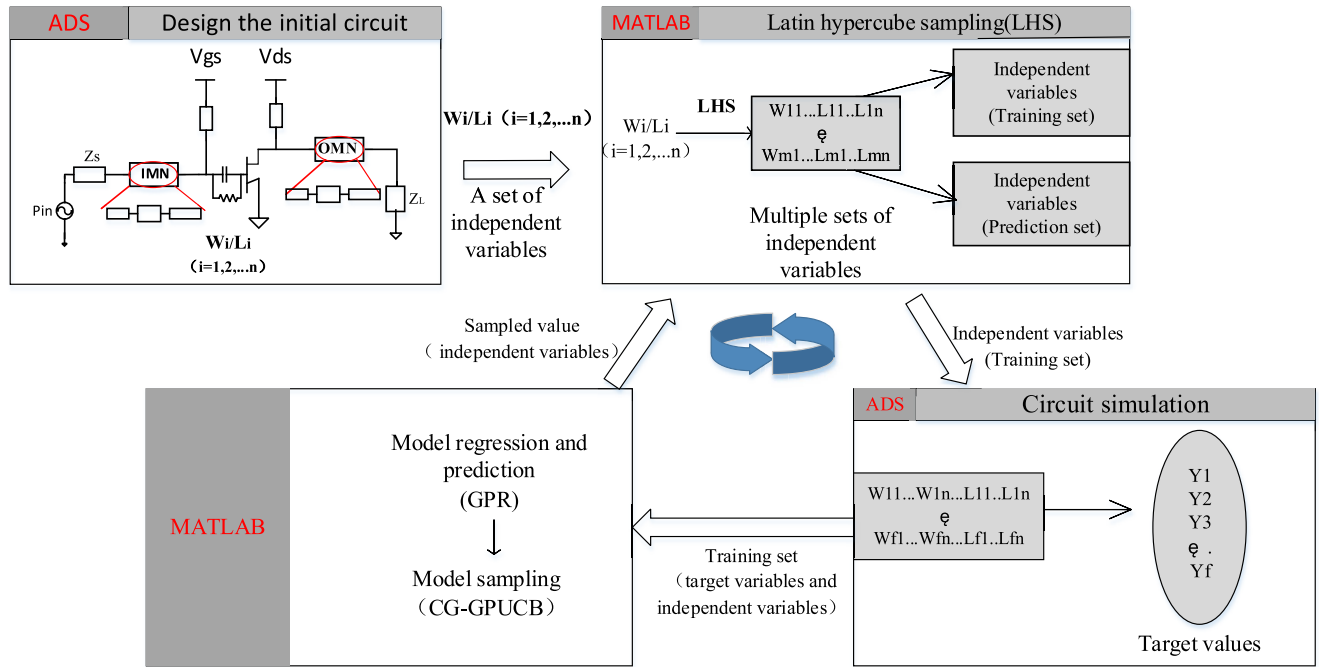 ADS
Design the initial circuit
Vgs
Vds
Zs
IMN
OMN
Pin
ZL
Wi/Li
（i=1,2,...n）
Wi/Li（i=1,2,...n）
A set of
independent
variables
MATLAB
Latin hypercube sampling(LHS)
Wi/Li
（i=1,2,...n）
LHS
W11...L11..L1n
ę
Wm1...Lm1..Lmn
Multiple sets of
independent
variables
Independent
variables
(Training set)
Independent
variables
(Prediction set)
Sampled value
（ independent variables）
Independent variables
(Training set)
MATLAB
Model regression and
prediction
(GPR)
Model sampling
（CG-GPUCB）
Training set
（target variables and
independent variables）
ADS
Circuit simulation
W11...W1n...L11..L1n
ę
Wf1...Wfn...Lf1..Lfn
Y1
Y2
Y3
ę .
Yf
Target values